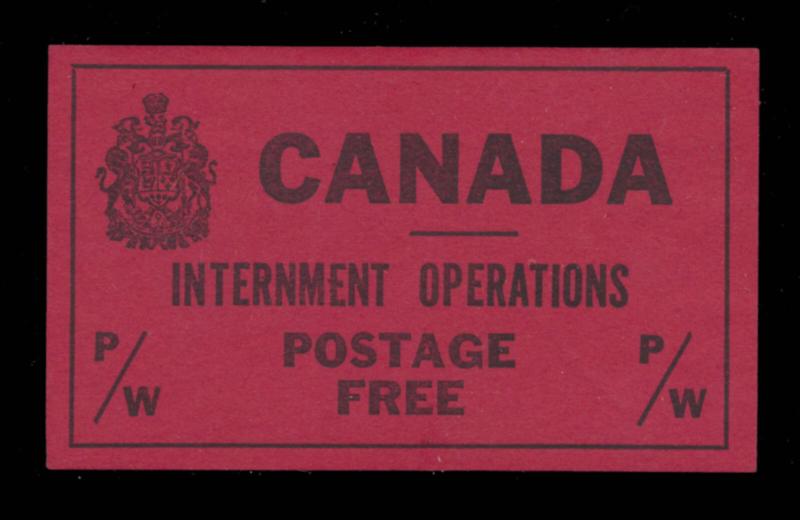 CANADA
INTERNMENT OPERATIONS
POSTAGE
FREE
P/W
P/W